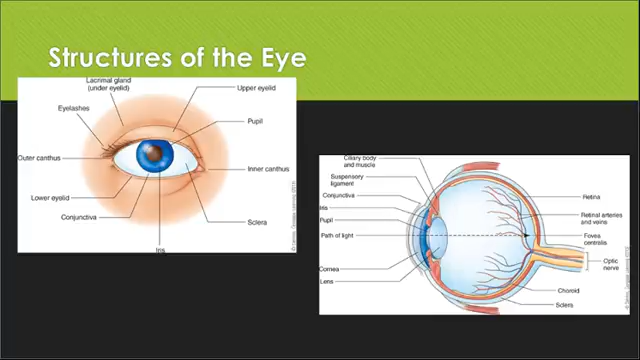 Structures of the Eye
Lacrimal gland
(under eyelid)
Upper eyelid
Eyelashes
Pupil
Outer canthus
Inner canthus
Lower eyelid
Conjunctiva
Sclera
Iris
Ciliary body
and muscle
Suspensory
ligament
Conjunctiva
Iris
Pupil
Path of light
Cornea
Lens
Retina
Retinal arteries
and veins
Fovea
centralis
Optic
nerve
Choroid
Sclera